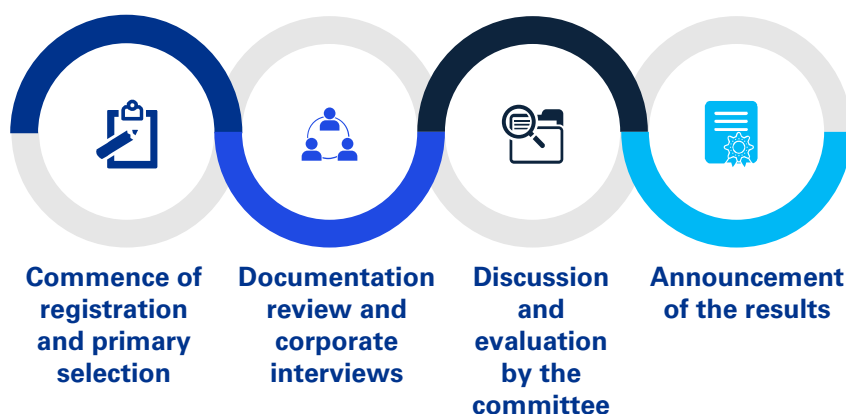 Commence of
registration
and primary
selection
Documentation
review and
corporate
interviews
Discussion
and
evaluation
by the
committee
Announcement
of the results